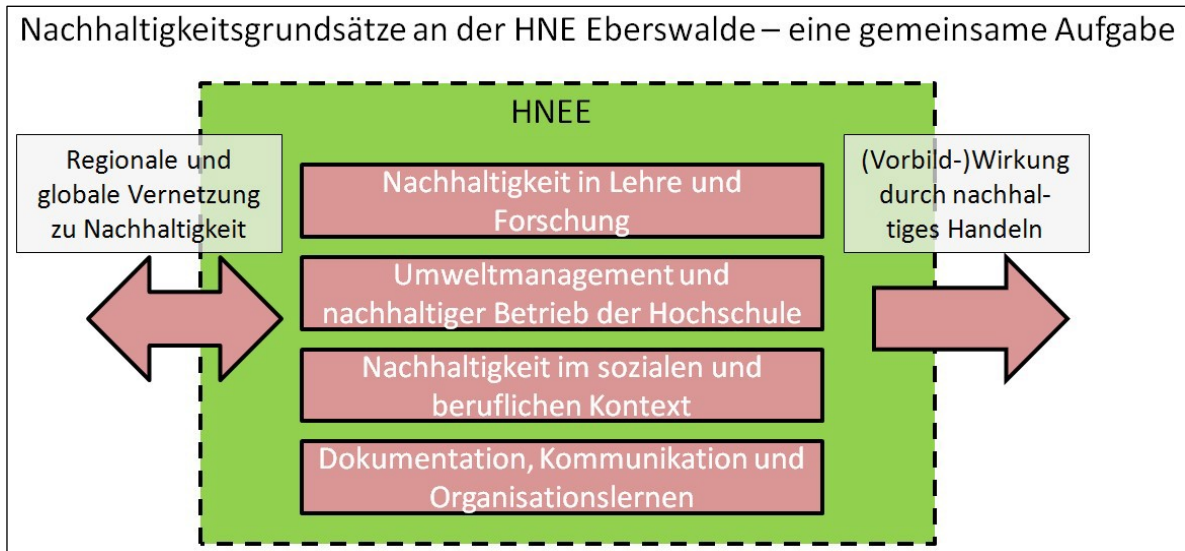 Nachhaltigkeitsgrundsätze an der HNE Eberswalde – eine gemeinsame Aufgabe
HNEE
Regionale und
globale Vernetzung
zu Nachhaltigkeit
Nachhaltigkeit in Lehre und
Forschung
Umweltmanagement und
nachhaltiger Betrieb der Hochschule
Nachhaltigkeit im sozialen und
beruflichen Kontext
Dokumentation, Kommunikation und
Organisationslernen
(Vorbild-)Wirkung
durch nachhal-
tiges Handeln